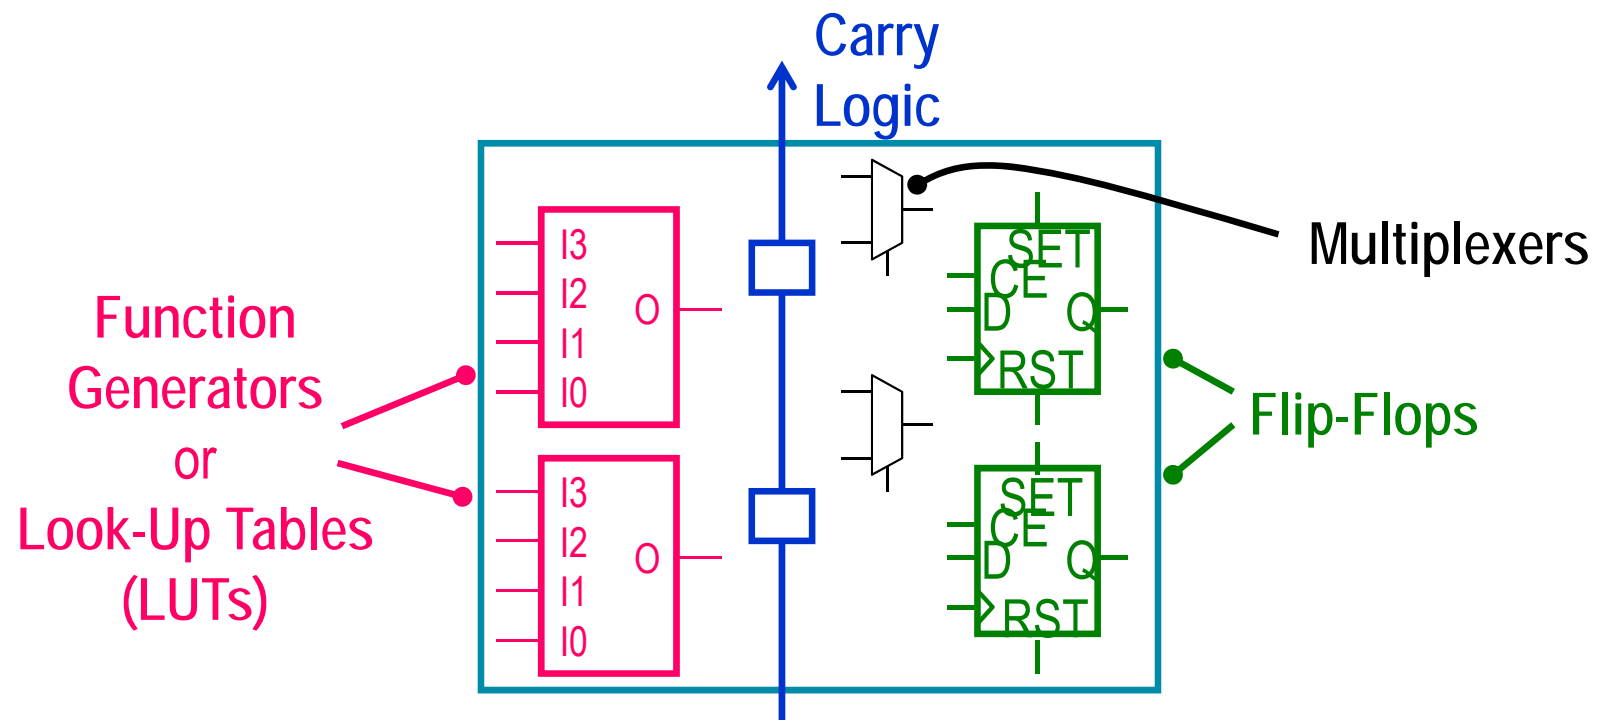 Carry
Logic
Multiplexers
Function
Generators
or
Look-Up Tables
(LUTs)
I3
I2
I1
I0
O
I3
I2
I1
I0
O
SET
CE
D
Q
RST
SET
CE
D
Q
RST
Flip-Flops